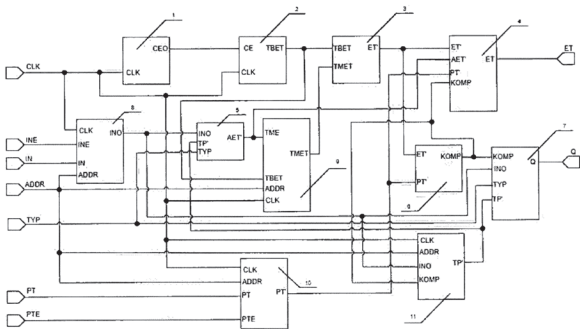 1
2
3
4
CEO
CE TBET
TBET ET'
ET'
AET'
ET
ET
CLK
CLK
CLK
TMET
PT'
KOMP
8
CLK
INO
5
7
INO
TP'
TYP
AET'
TME
TMET
9
INE
INE
IN
IN
ET'
KOMP
KOMP
INO
Q
Q
ADDR
ADDR
TBET
ADDR
CLK
PT'
6
TYP
TP'
TYP
CLK
ADDR
INO
KOMP
TP'
11
CLK
ADDR
10
PT
PT
PT'
PTE
PTE